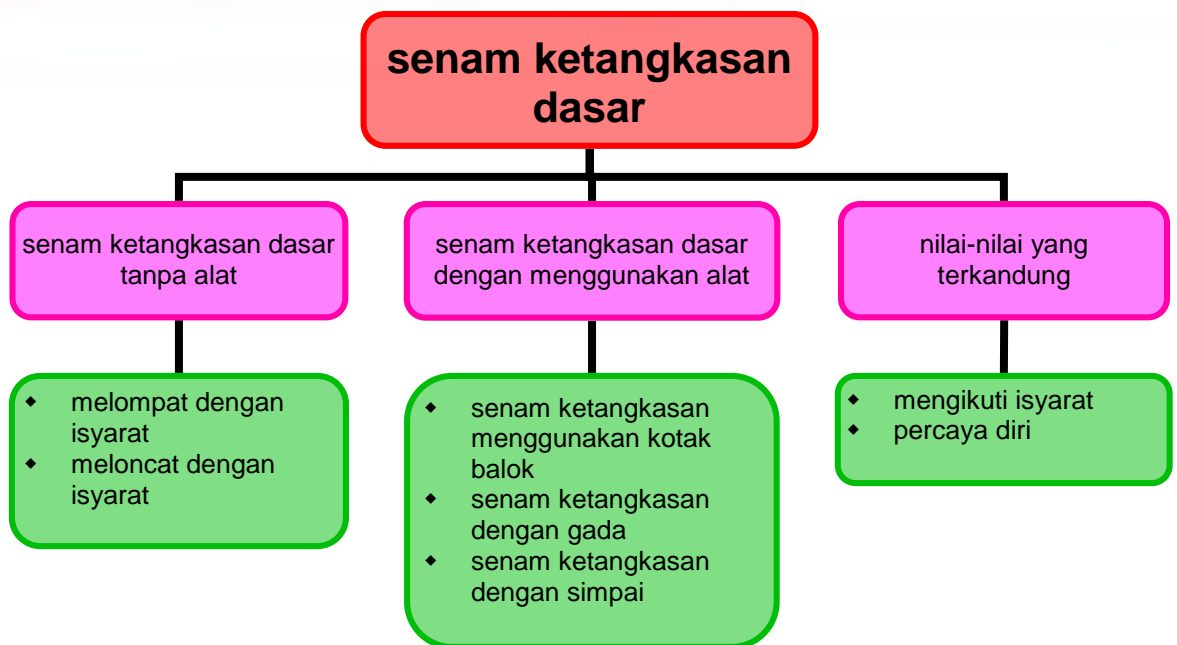 senam ketangkasan
dasar
senam ketangkasan dasar
tanpa alat
senam ketangkasan dasar
dengan menggunakan alat
nilai-nilai yang
terkandung
◆ melompat dengan
isyarat
◆ meloncat dengan
isyarat
◆ senam ketangkasan
menggunakan kotak
balok
◆ senam ketangkasan
dengan gada
◆ senam ketangkasan
dengan simpai
◆ mengikuti isyarat
◆ percaya diri